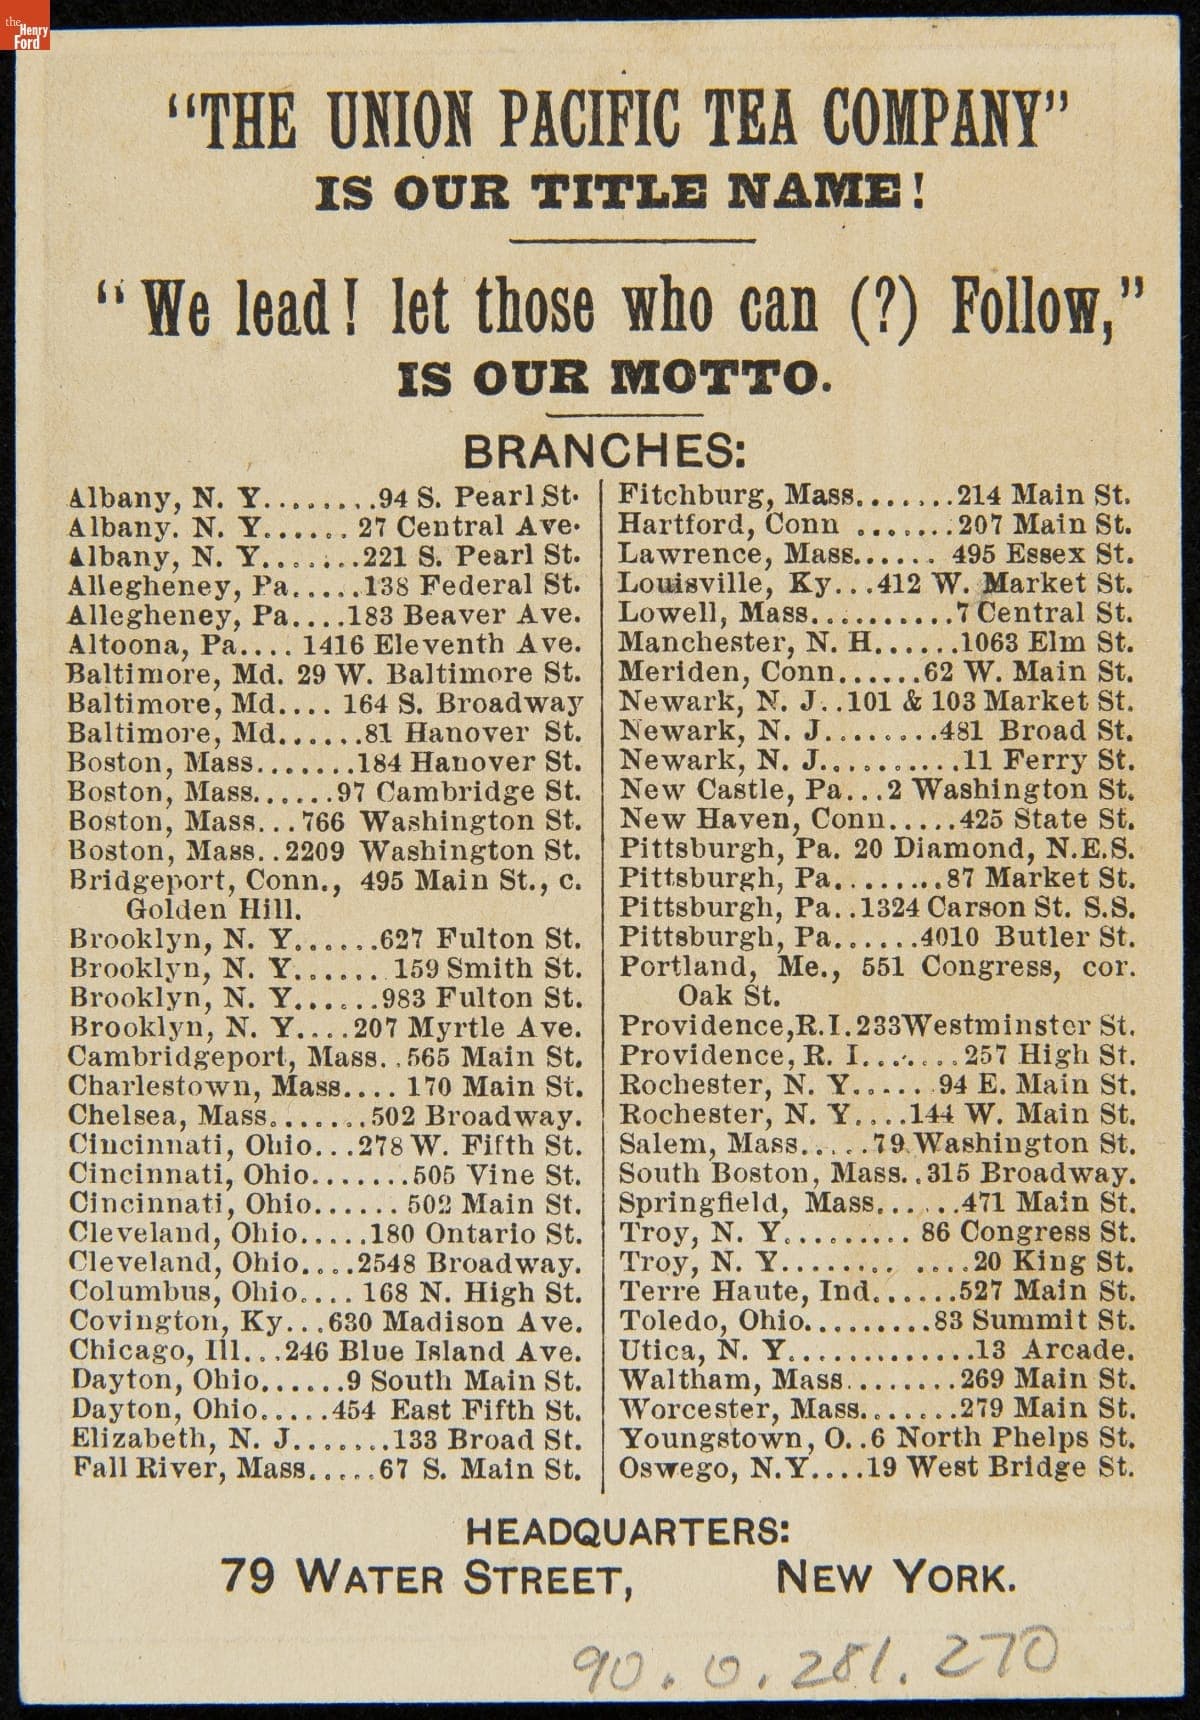 the
Henry
Ford
"THE UNION PACIFIC TEA COMPANY"
IS OUR TITLE NAME!
"We lead! let those who can (?) Follow,"
IS OUR MOTTO.
BRANCHES:
Albany, N. Y.........94 S. Pearl St.
Albany. N. Y...... 27 Central Ave.
Albany, N. Y........221 S. Pearl St.
Allegheney, Pa.....138 Federal St.
Allegheney, Pa....183 Beaver Ave.
Altoona, Pa.... 1416 Eleventh Ave.
Baltimore, Md. 29 W. Baltimore St.
Baltimore, Md.... 164 S. Broadway
Baltimore, Md......81 Hanover St.
Boston, Mass.......184 Hanover St.
Boston, Mass......97 Cambridge St.
Boston, Mass...766 Washington St.
Boston, Mass..2209 Washington St.
Bridgeport, Conn., 495 Main St., c.
Golden Hill.
Brooklyn, N. Y......627 Fulton St.
Brooklyn, N. Y....... 159 Smith St.
Brooklyn, N. Y......983 Fulton St.
Brooklyn, N. Y....207 Myrtle Ave.
Cambridgeport, Mass..565 Main St.
Charlestown, Mass.... 170 Main St.
Chelsea, Mass........502 Broadway.
Cincinnati, Ohio...278 W. Fifth St.
Cincinnati, Ohio.......505 Vine St.
Cincinnati, Ohio...... 502 Main St.
Cleveland, Ohio.....180 Ontario St.
Cleveland, Ohio....2548 Broadway.
Columbus, Ohio.... 168 N. High St.
Covington, Ky...630 Madison Ave.
Chicago, Ill...246 Blue Island Ave.
Dayton, Ohio......9 South Main St.
Dayton, Ohio.....454 East Fifth St.
Elizabeth, N. J.......133 Broad St.
Fall River, Mass......67 S. Main St.
Fitchburg, Mass.......214 Main St.
Hartford, Conn .......207 Main St.
Lawrence, Mass...... 495 Essex St.
Louisville, Ky...412 W. Market St.
Lowell, Mass...........7 Central St.
Manchester, N. H......1063 Elm St.
Meriden, Conn......62 W. Main St.
Newark, N. J..101 & 103 Market St.
Newark, N. J........481 Broad St.
Newark, N. J...........11 Ferry St.
New Castle, Pa...2 Washington St.
New Haven, Conn.....425 State St.
Pittsburgh, Pa. 20 Diamond, N.E.S.
Pittsburgh, Pa.........87 Market St.
Pittsburgh, Pa..1324 Carson St. S.S.
Pittsburgh, Pa......4010 Butler St.
Portland, Me., 551 Congress, cor.
Oak St.
Providence,R.I.233Westminster St.
Providence, R. I.......257 High St.
Rochester, N. Y......94 E. Main St.
Rochester, N. Y....144 W. Main St.
Salem, Mass.....79 Washington St.
South Boston, Mass..315 Broadway.
Springfield, Mass......471 Main St.
Troy, N. Y.......... 86 Congress St.
Troy, N. Y........ ....20 King St.
Terre Haute, Ind......527 Main St.
Toledo, Ohio.........83 Summit St.
Utica, N. Y.............13 Arcade.
Waltham, Mass........269 Main St.
Worcester, Mass.......279 Main St.
Youngstown, O..6 North Phelps St.
Oswego, N.Y....19 West Bridge St.
HEADQUARTERS:
79 WATER STREET, NEW YORK.
90.0.281.270